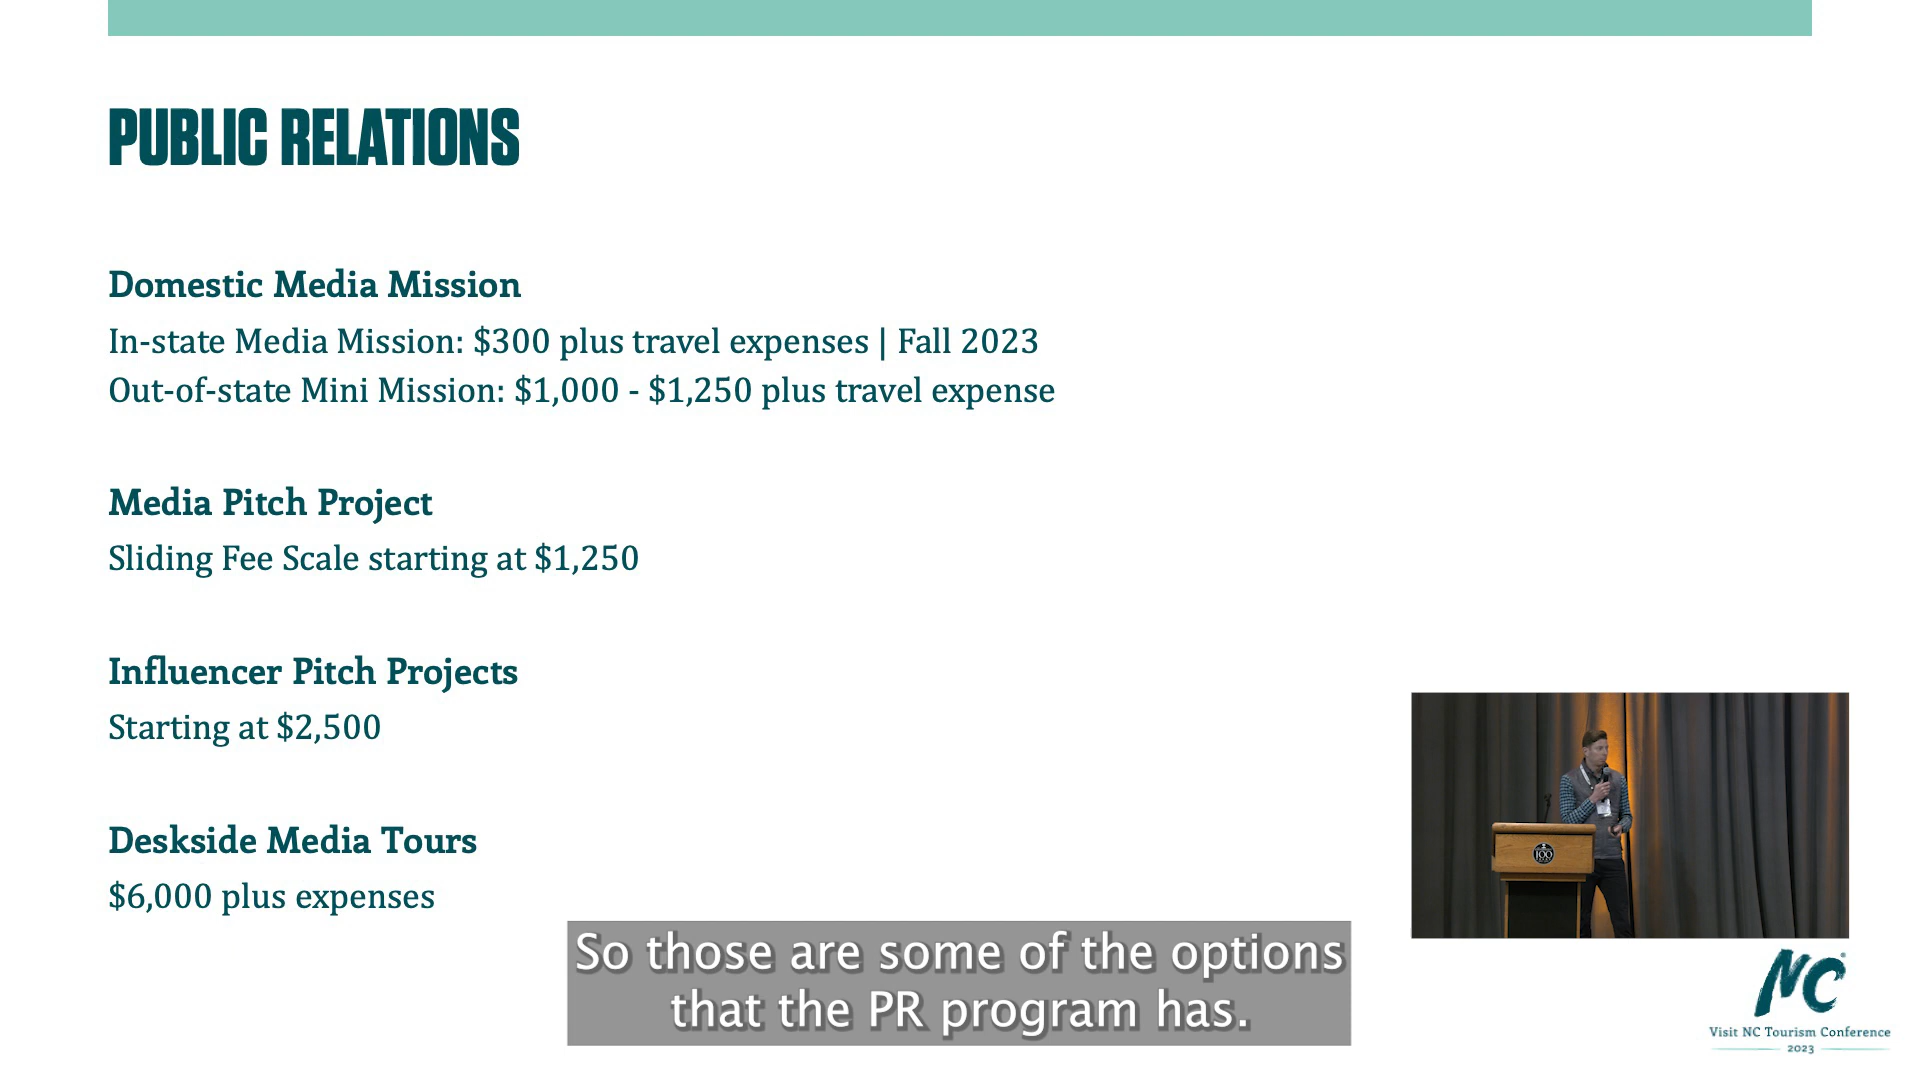 PUBLIC RELATIONS
Domestic Media Mission
In-state Media Mission: $300 plus travel expenses | Fall 2023
Out-of-state Mini Mission: $1,000 - $1,250 plus travel expense
Media Pitch Project
Sliding Fee Scale starting at $1,250
Influencer Pitch Projects
Starting at $2,500
Deskside Media Tours
$6,000 plus expenses
100
So those are some of the options
that the PR program has.
NC
Visit NC Tourism Conference
2023